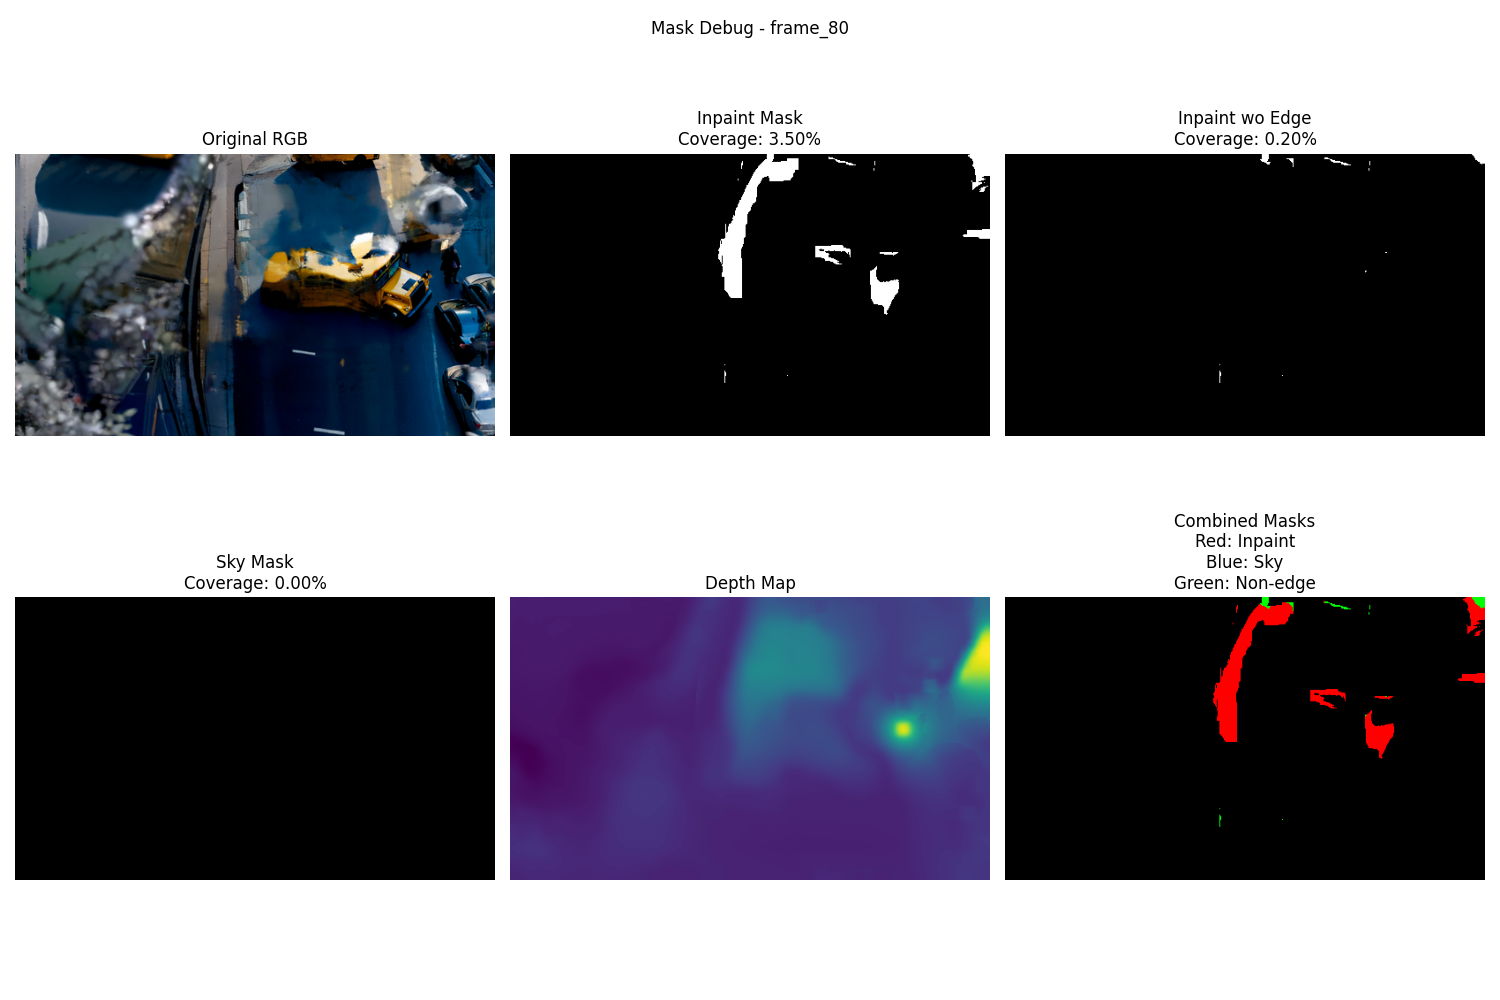 Mask Debug - frame_80
Original RGB
Inpaint Mask
Coverage: 3.50%
Inpaint wo Edge
Coverage: 0.20%
Sky Mask
Coverage: 0.00%
Depth Map
Combined Masks
Red: Inpaint
Blue: Sky
Green: Non-edge